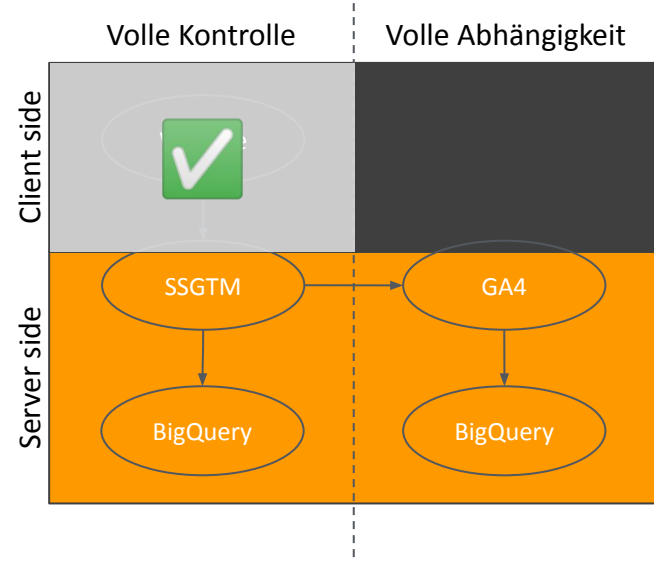 Volle Kontrolle
Volle Abhängigkeit
Client side
Server side
SSGTM
GA4
BigQuery
BigQuery